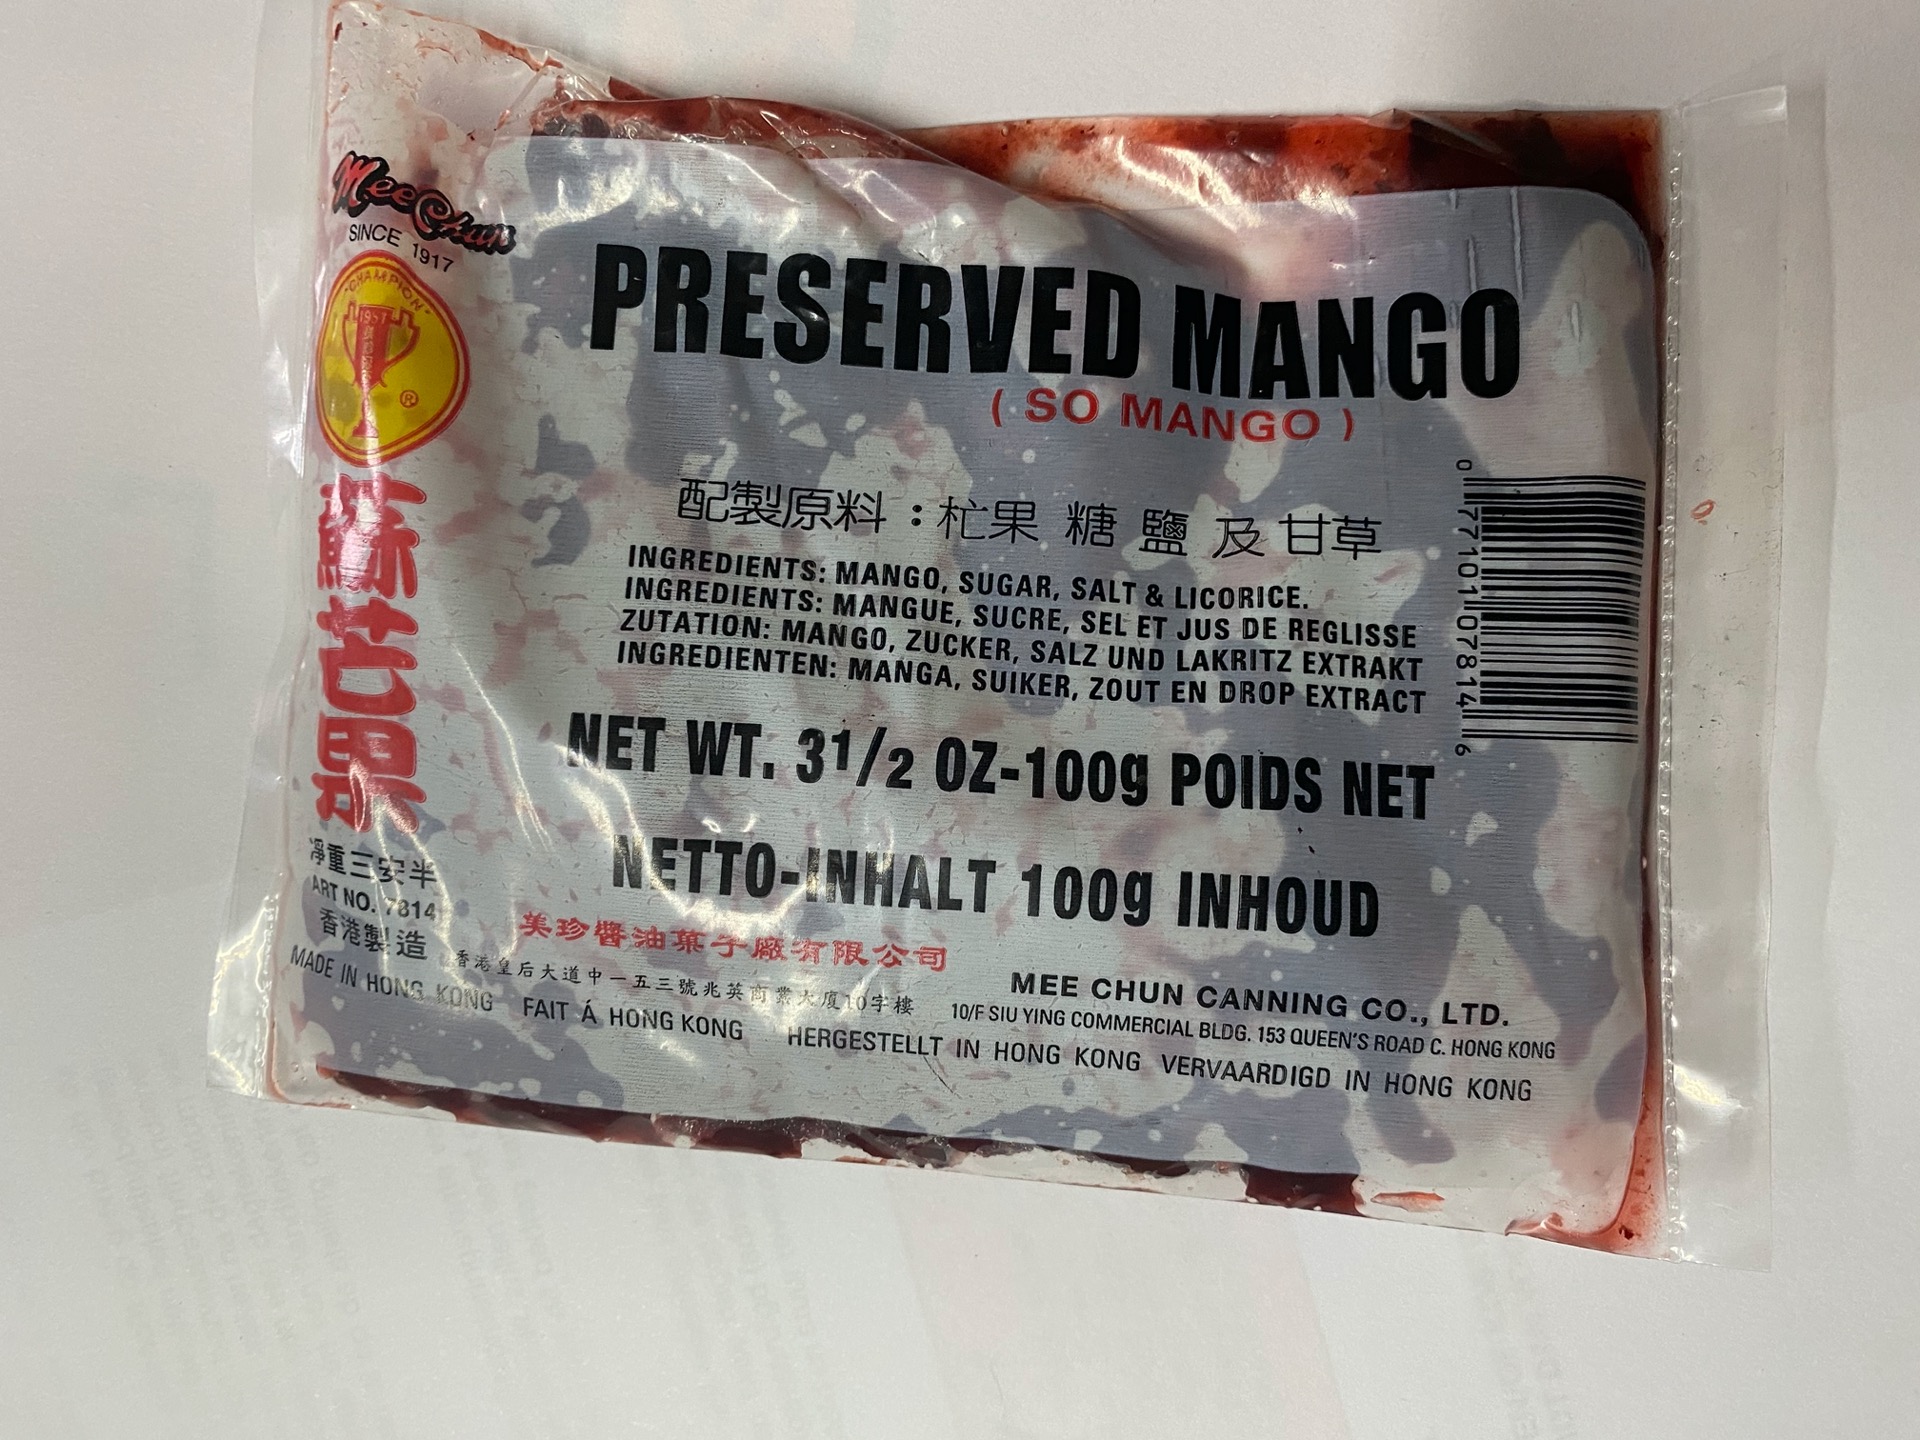 Mee Chun
SINCE 1917
"CHAMPION"
®
蘇芒果
淨重三安半
ART NO. 7814
香港製造
MADE IN HONG KONG
PRESERVED MANGO
( SO MANGO )
配製原料：杧果 糖 鹽 及 甘草
INGREDIENTS: MANGO, SUGAR, SALT & LICORICE.
INGREDIENTS: MANGUE, SUCRE, SEL ET JUS DE REGLISSE
ZUTATION: MANGO, ZUCKER, SALZ UND LAKRITZ EXTRAKT
INGREDIENTEN: MANGA, SUIKER, ZOUT EN DROP EXTRACT
0 77101 07814 6
NET WT. 31/2 OZ-100g POIDS NET
NETTO-INHALT 100g INHOUD
美珍醬油菓子廠有限公司
香港皇后大道中一五三號兆英商業大廈10字樓
MEE CHUN CANNING CO., LTD.
10/F SIU YING COMMERCIAL BLDG. 153 QUEEN'S ROAD C. HONG KONG
FAIT Á HONG KONG HERGESTELLT IN HONG KONG VERVAARDIGD IN HONG KONG